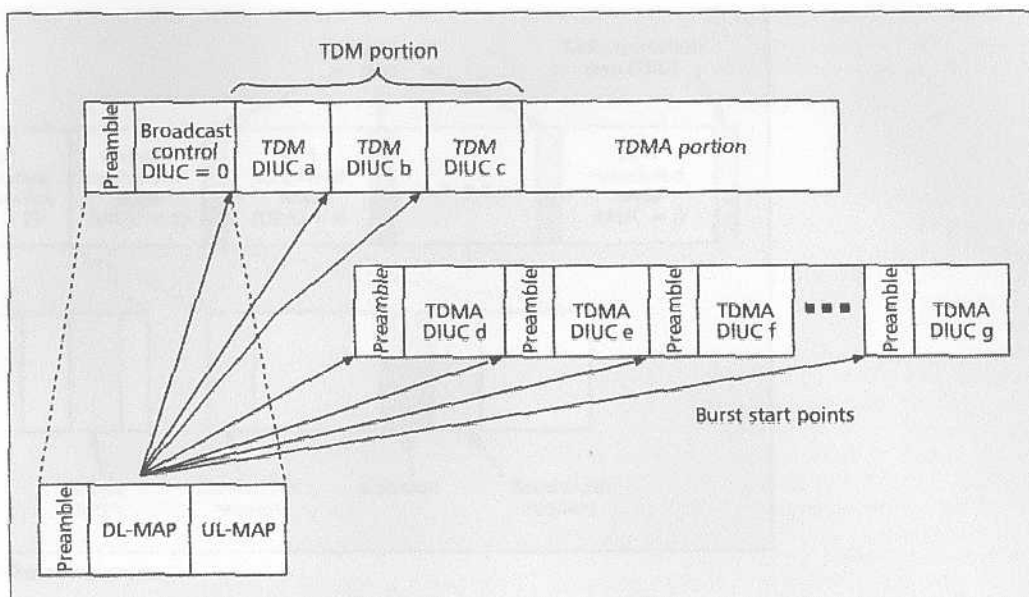 TDM portion
Preamble
Broadcast
control
DIUC = 0
TDM
DIUC a
TDM
DIUC b
TDM
DIUC c
TDMA portion
Preamble
TDMA
DIUC d
Preamble
TDMA
DIUC e
Preamble
TDMA
DIUC f
Preamble
TDMA
DIUC g
Burst start points
Preamble
DL-MAP
UL-MAP